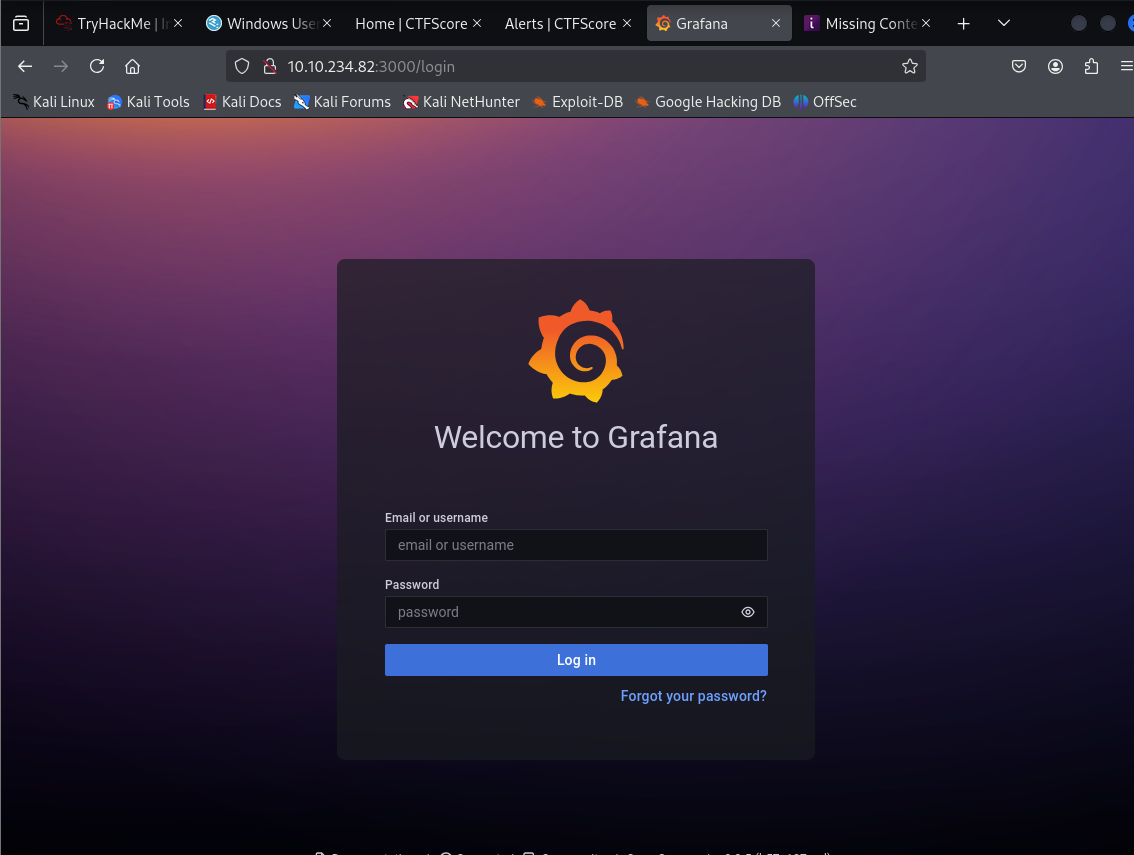 TryHackMe | I
Windows User
Home | CTFScore
Alerts | CTFScore
Grafana
Missing Conte
10.10.234.82:3000/login
Kali Linux
Kali Tools
Kali Docs
Kali Forums
Kali NetHunter
Exploit-DB
Google Hacking DB
OffSec
Welcome to Grafana
Email or username
email or username
Password
password
Log in
Forgot your password?